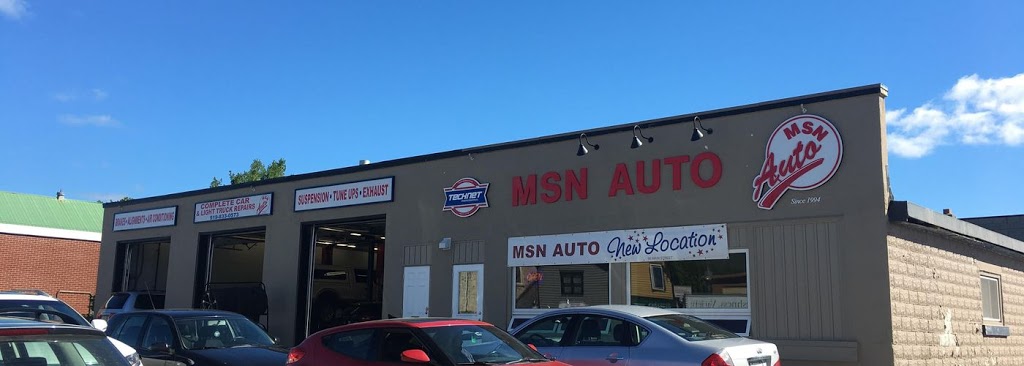 BRAKES • ALIGNMENTS • AIR CONDITIONING
COMPLETE CAR
& LIGHT TRUCK REPAIRS
SUSPENSION • TUNE UPS • EXHAUST
TECHNET
MSN AUTO
MSN
Auto
Since 1994
MSN AUTO New Location
OPEN